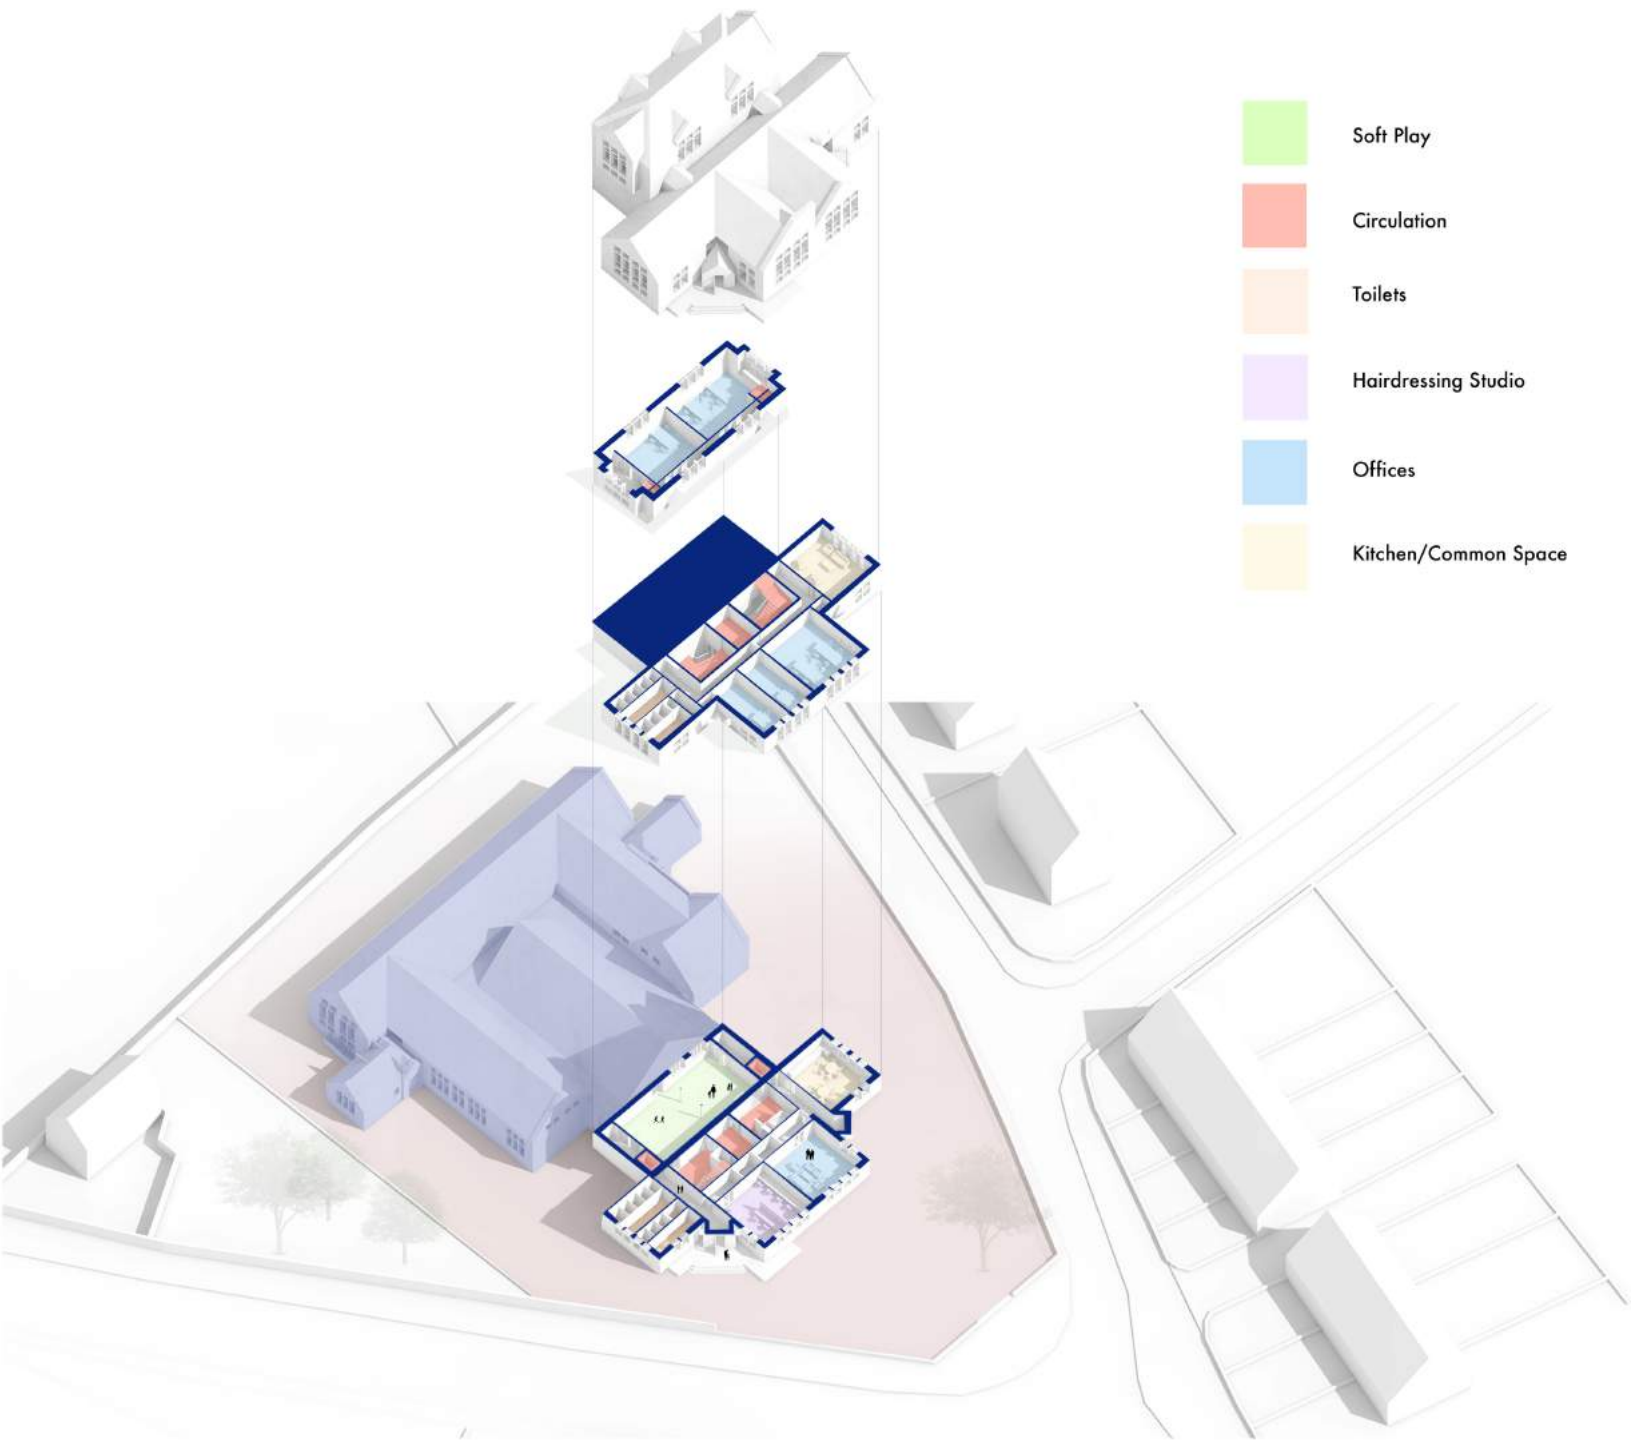 Soft Play
Circulation
Toilets
Hairdressing Studio
Offices
Kitchen/Common Space